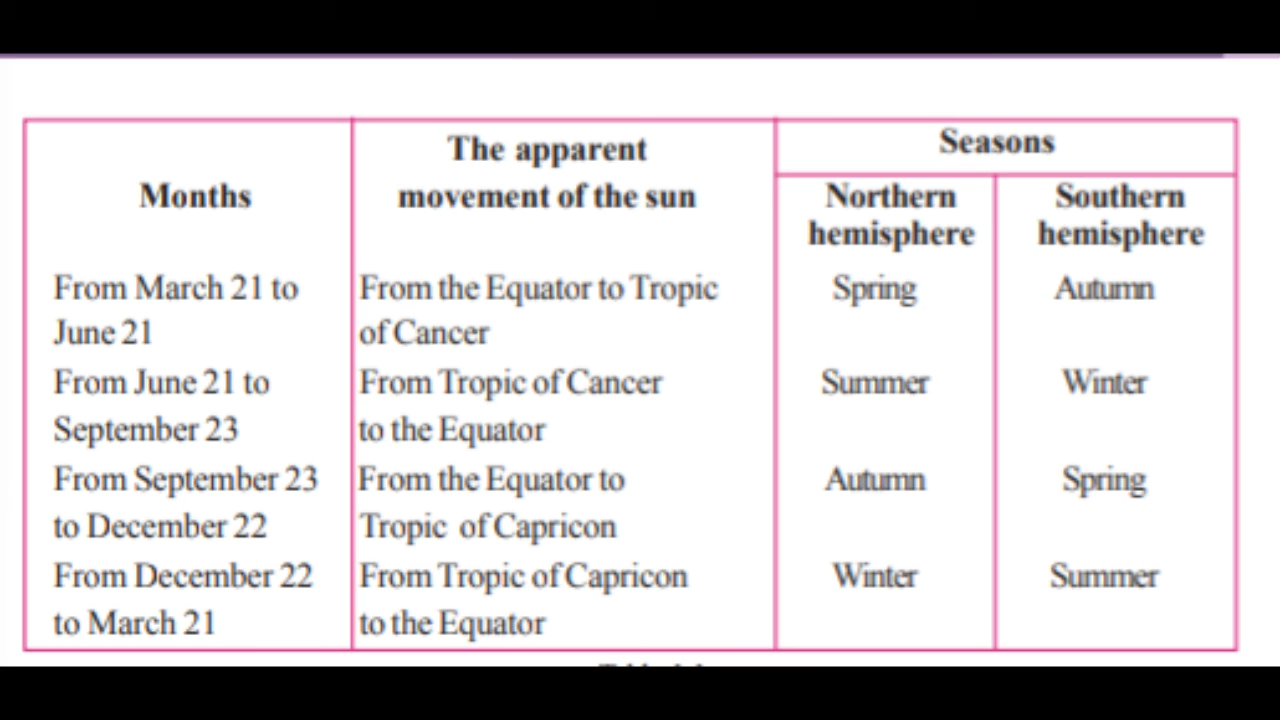 Months
The apparent
movement of the sun
Seasons
Northern
hemisphere
Southern
hemisphere
From March 21 to
June 21
From the Equator to Tropic
of Cancer
Spring
Autumn
From June 21 to
September 23
From Tropic of Cancer
to the Equator
Summer
Winter
From September 23
to December 22
From the Equator to
Tropic of Capricon
Autumn
Spring
From December 22
to March 21
From Tropic of Capricon
to the Equator
Winter
Summer